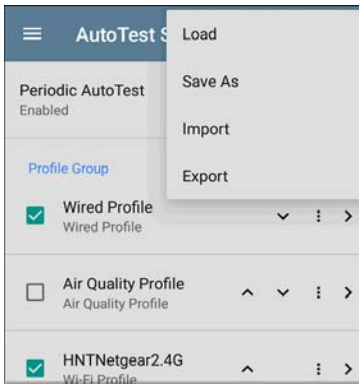 AutoTest S
Load
Save As
Import
Export
Periodic AutoTest
Enabled
Profile Group
Wired Profile
Wired Profile
Air Quality Profile
Air Quality Profile
HNTNetgear2.4G
Wi-Fi Profile